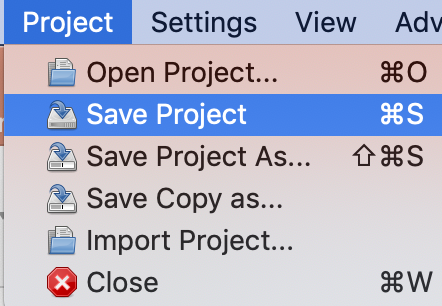 Project Settings View Adv
Open Project... ⌘O
Save Project ⌘S
Save Project As... ⇧⌘S
Save Copy as...
Import Project...
Close ⌘W